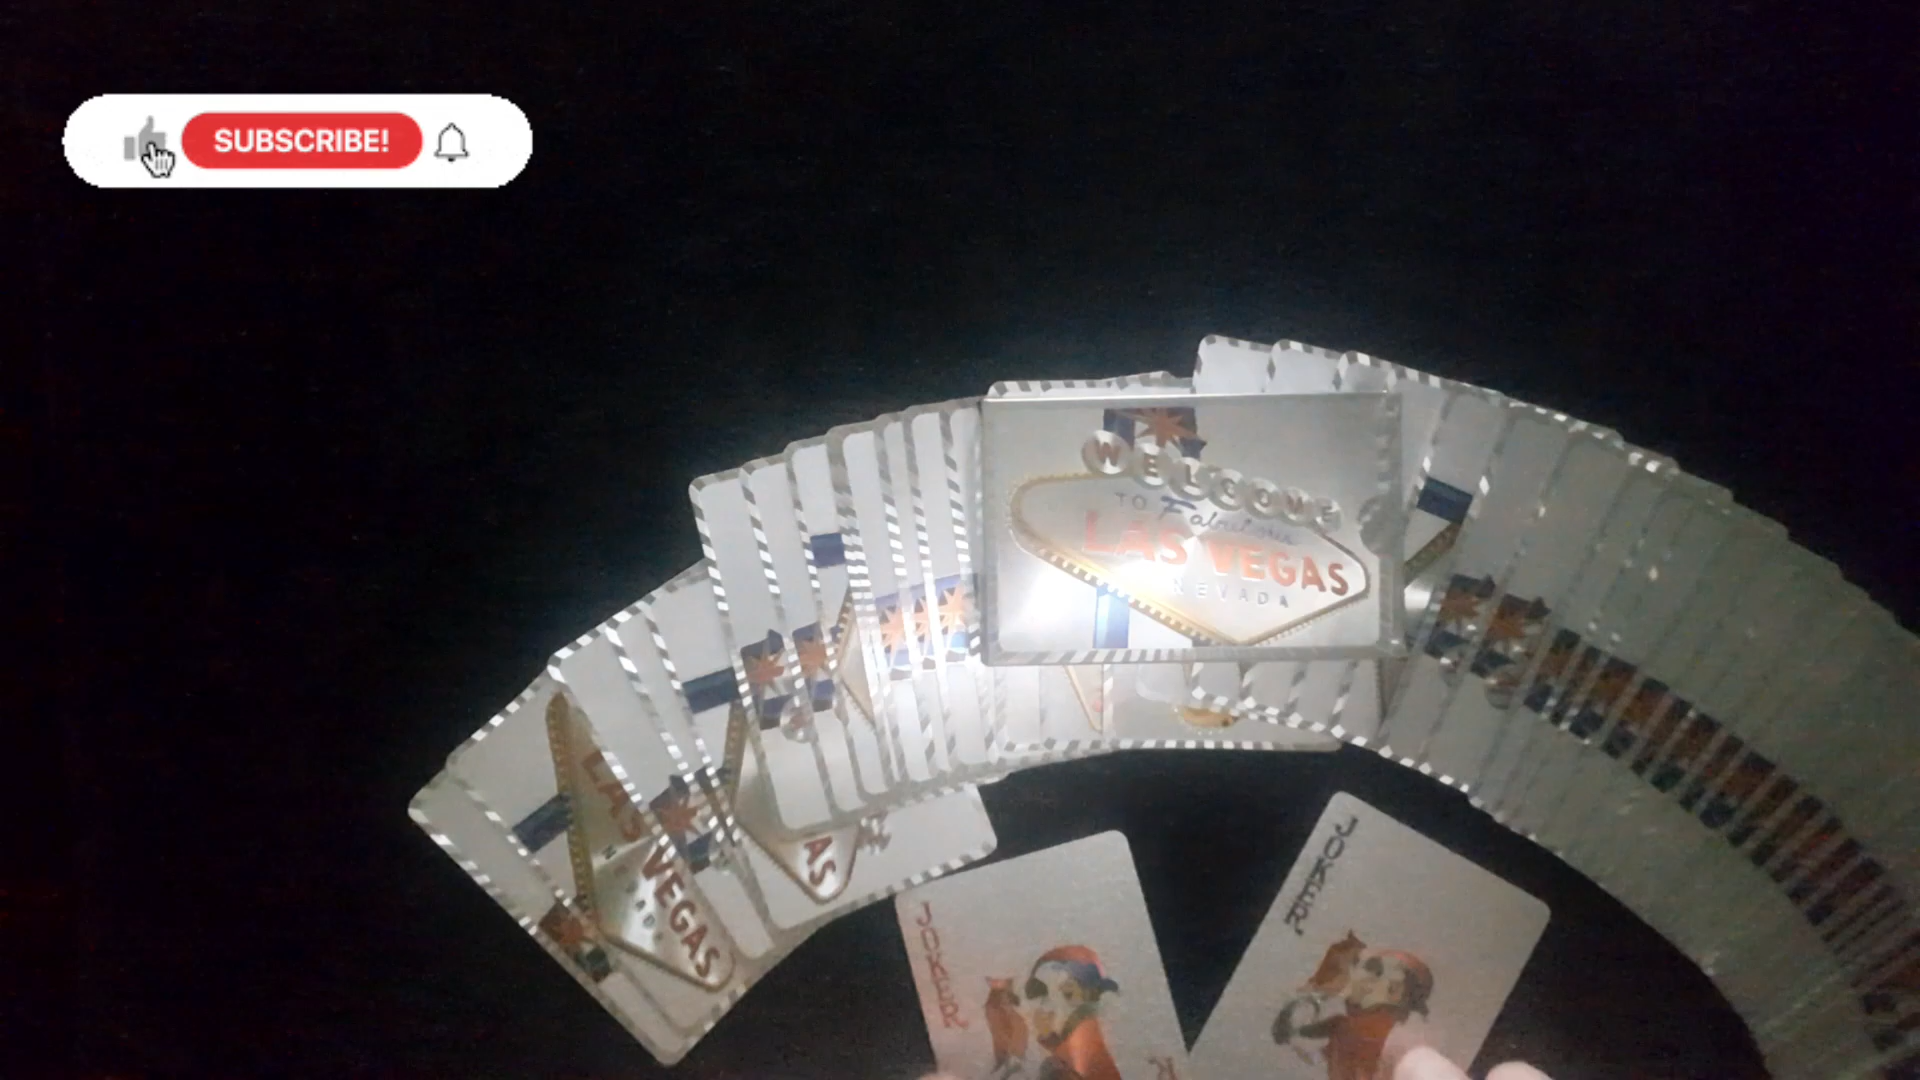 SUBSCRIBE!
WELCOME
TO Fabulous
LAS VEGAS
NEVADA
LAS
VEGAS
AS
JOKER
JOKER